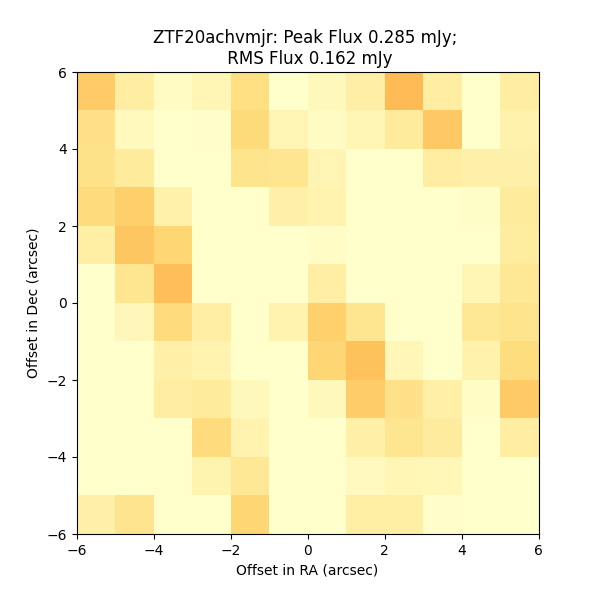 ZTF20achvmjr: Peak Flux 0.285 mJy;
RMS Flux 0.162 mJy
6
4
2
0
−2
−4
−6
Offset in Dec (arcsec)
−6 −4 −2 0 2 4 6
Offset in RA (arcsec)